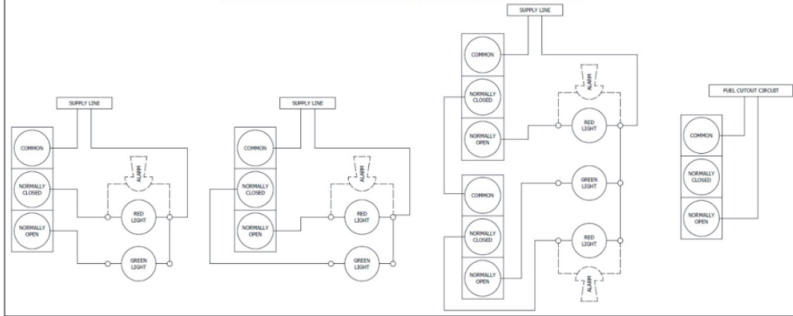 SUPPLY LINE
COMMON
NORMALLY
CLOSED
NORMALLY
OPEN
ALARM
RED
LIGHT
GREEN
LIGHT
SUPPLY LINE
COMMON
NORMALLY
CLOSED
NORMALLY
OPEN
ALARM
RED
LIGHT
GREEN
LIGHT
SUPPLY LINE
COMMON
NORMALLY
CLOSED
NORMALLY
OPEN
ALARM
RED
LIGHT
COMMON
NORMALLY
CLOSED
NORMALLY
OPEN
GREEN
LIGHT
RED
LIGHT
ALARM
FUEL CUTOUT CIRCUIT
COMMON
NORMALLY
CLOSED
NORMALLY
OPEN